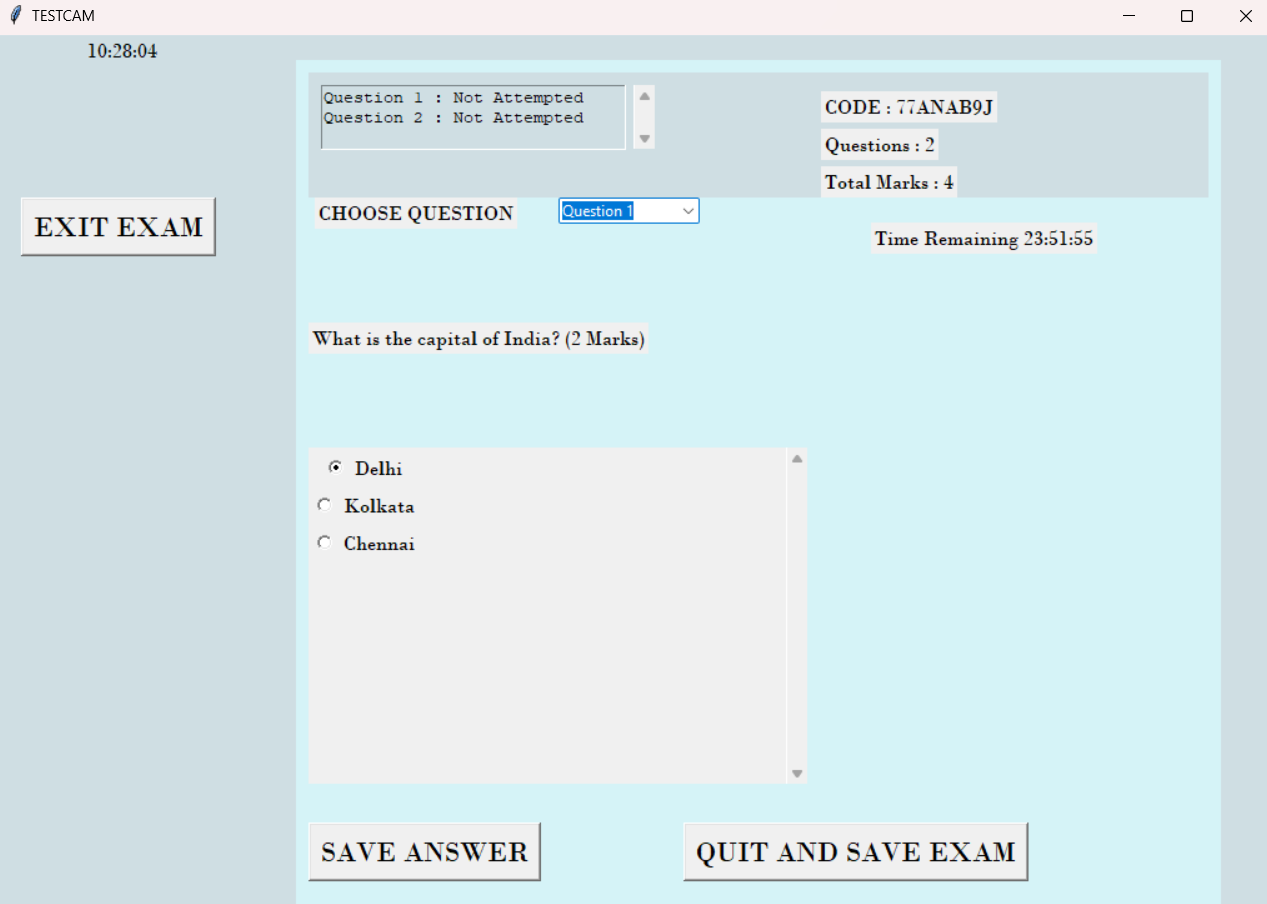 TESTCAM
10:28:04
Question 1 : Not Attempted
Question 2 : Not Attempted
CODE : 77ANAB9J
Questions : 2
Total Marks : 4
CHOOSE QUESTION
Question 1
EXIT EXAM
Time Remaining 23:51:55
What is the capital of India? (2 Marks)
Delhi
Kolkata
Chennai
SAVE ANSWER
QUIT AND SAVE EXAM